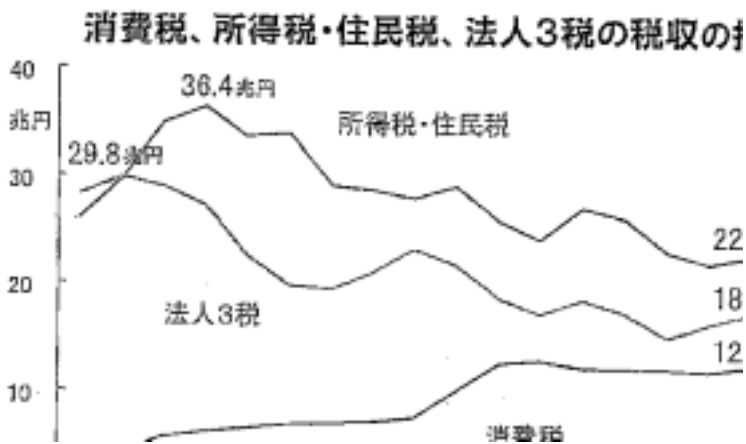 消費税、所得税・住民税、法人3税の税収の
40
兆円
36.4兆円
所得税・住民税
29.8兆円
30
22
20
18
法人3税
12
10
消費税